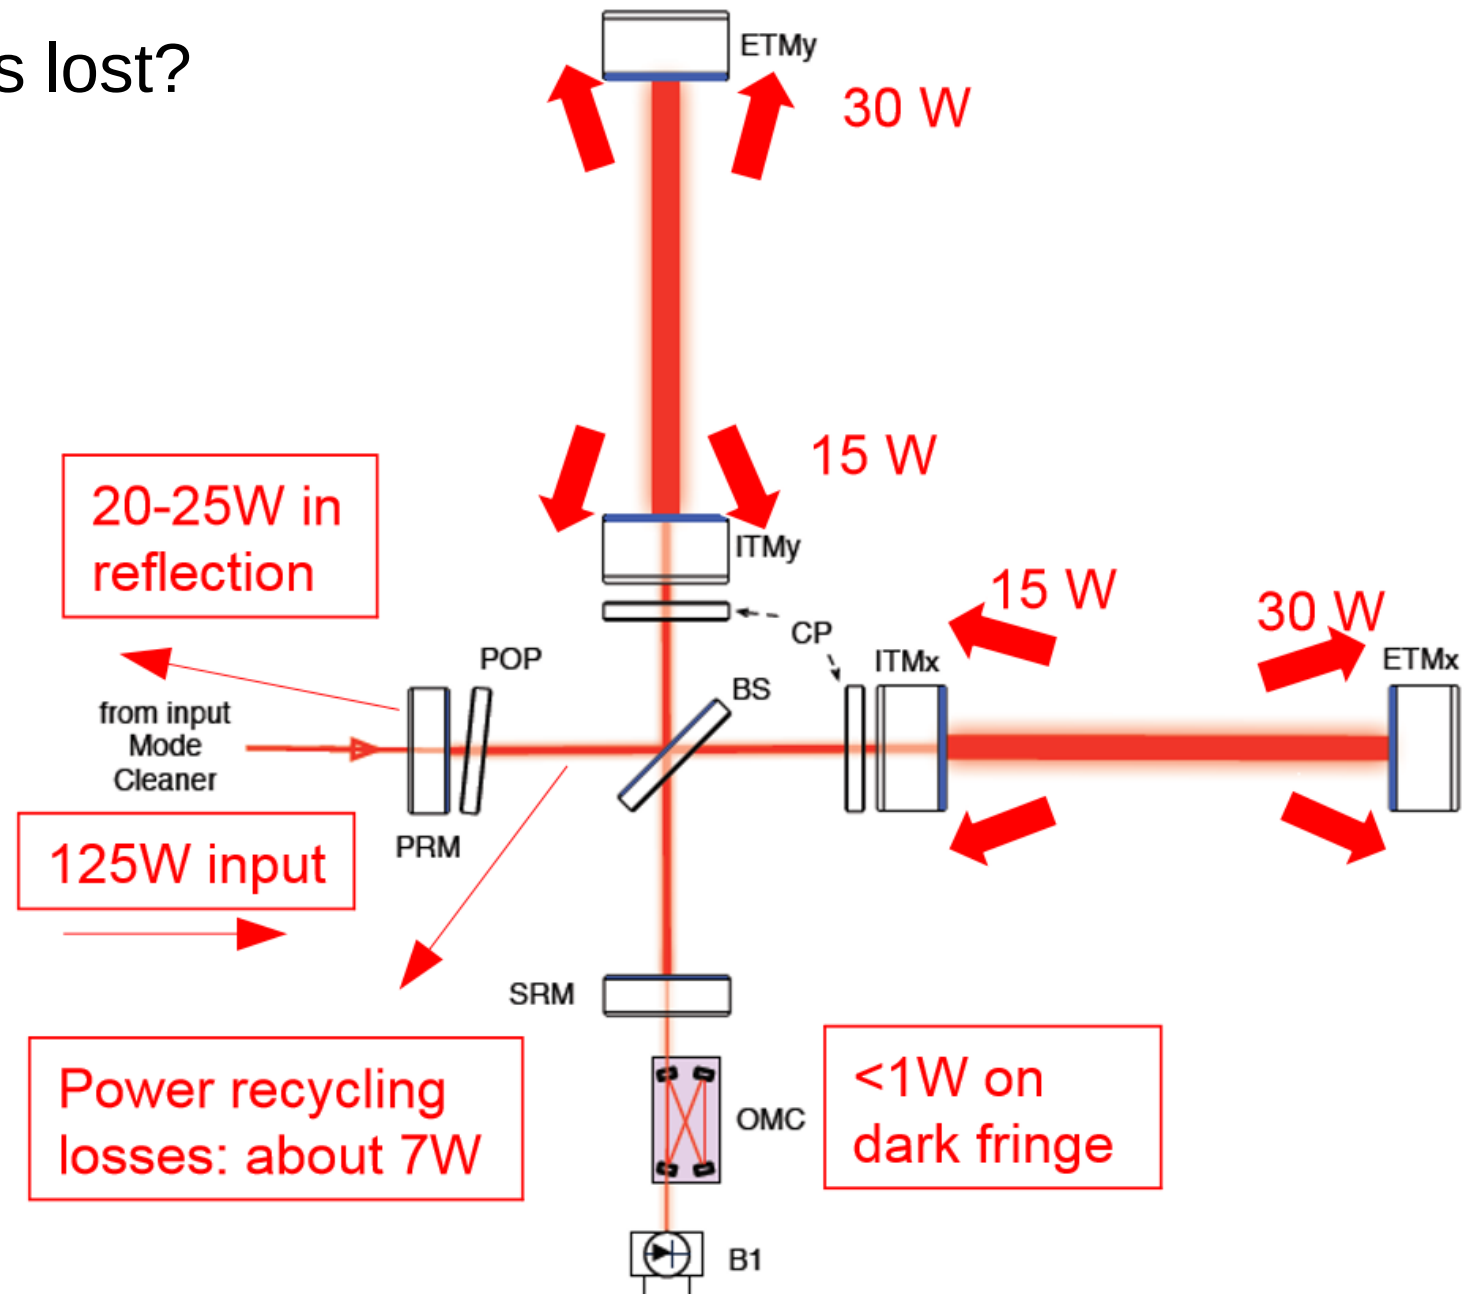 s lost?
ETMy
30 W
15 W
20-25W in
reflection
ITMy
15 W
30 W
CP
ITMx
ETMx
POP
BS
from input
Mode
Cleaner
PRM
125W input
SRM
Power recycling
losses: about 7W
OMC
<1W on
dark fringe
B1